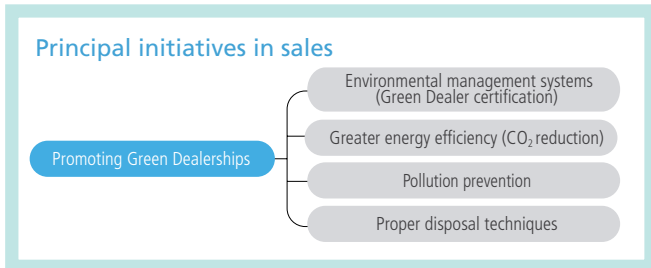 Principal initiatives in sales
Promoting Green Dealerships
Environmental management systems
(Green Dealer certification)
Greater energy efficiency (CO₂ reduction)
Pollution prevention
Proper disposal techniques